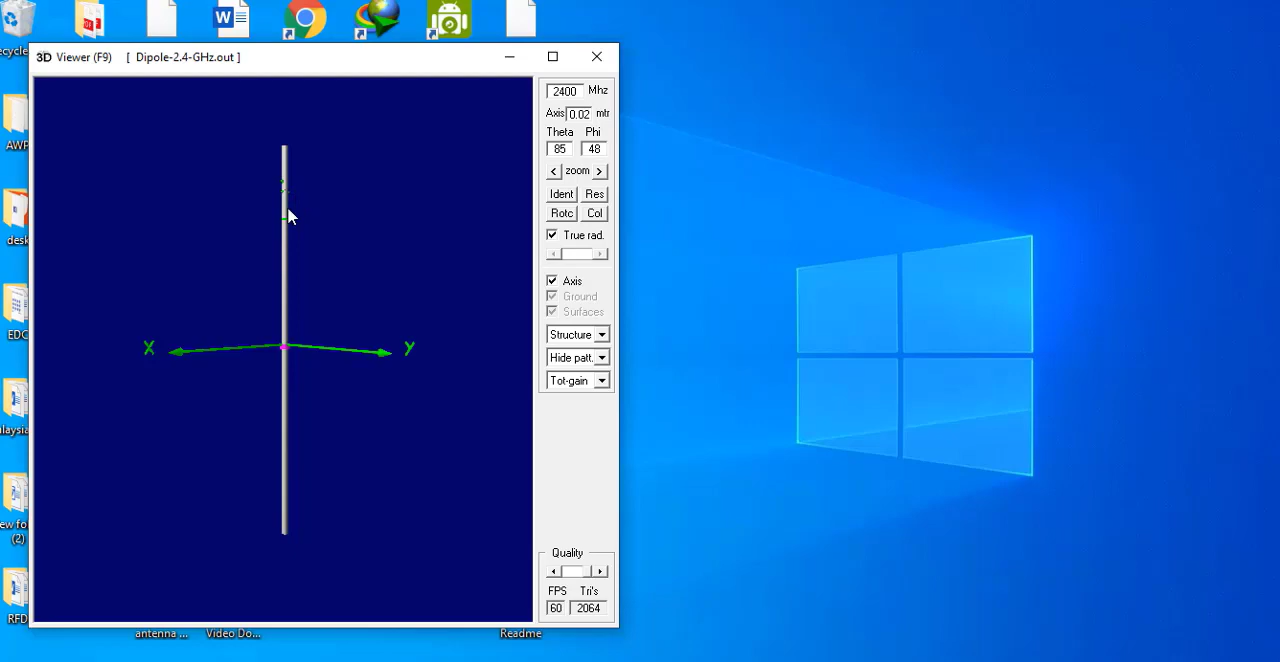 ecycle
3D Viewer (F9) [ Dipole-2.4-GHz.out ]
2400 Mhz
Axis 0.02 mtr
Theta Phi
85 48
< zoom >
Ident Res
Rotc Col
True rad.
Axis
Ground
Surfaces
Structure
Hide patt.
Tot-gain
X
Y
Quality
FPS Tri's
60 2064
AWP
desk
EDC
alaysia
ew fo
(2)
RFD
antenna ...
Video Do...
Readme
W
PDF